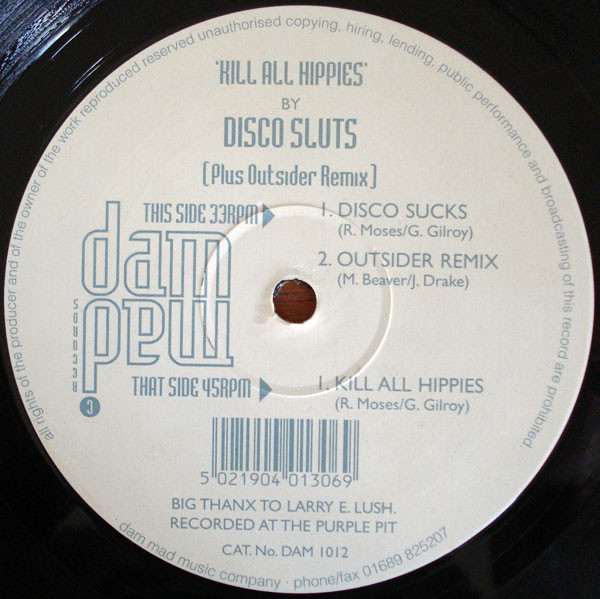 all rights of the producer and of the owner of the work reproduced reserved unauthorised copying, hiring, lending, public performance and broadcasting of this record are prohibited
'KILL ALL HIPPIES'
BY
DISCO SLUTS
(Plus Outsider Remix)
THIS SIDE 33RPM
1. DISCO SUCKS
(R. Moses/G. Gilroy)
2. OUTSIDER REMIX
(M. Beaver/J. Drake)
dam
mad
RECORDS
THAT SIDE 45RPM
1. KILL ALL HIPPIES
(R. Moses/G. Gilroy)
5 021904 013069
BIG THANX TO LARRY E. LUSH.
RECORDED AT THE PURPLE PIT
CAT. No. DAM 1012
· dam mad music company · phone/fax 01689 825207